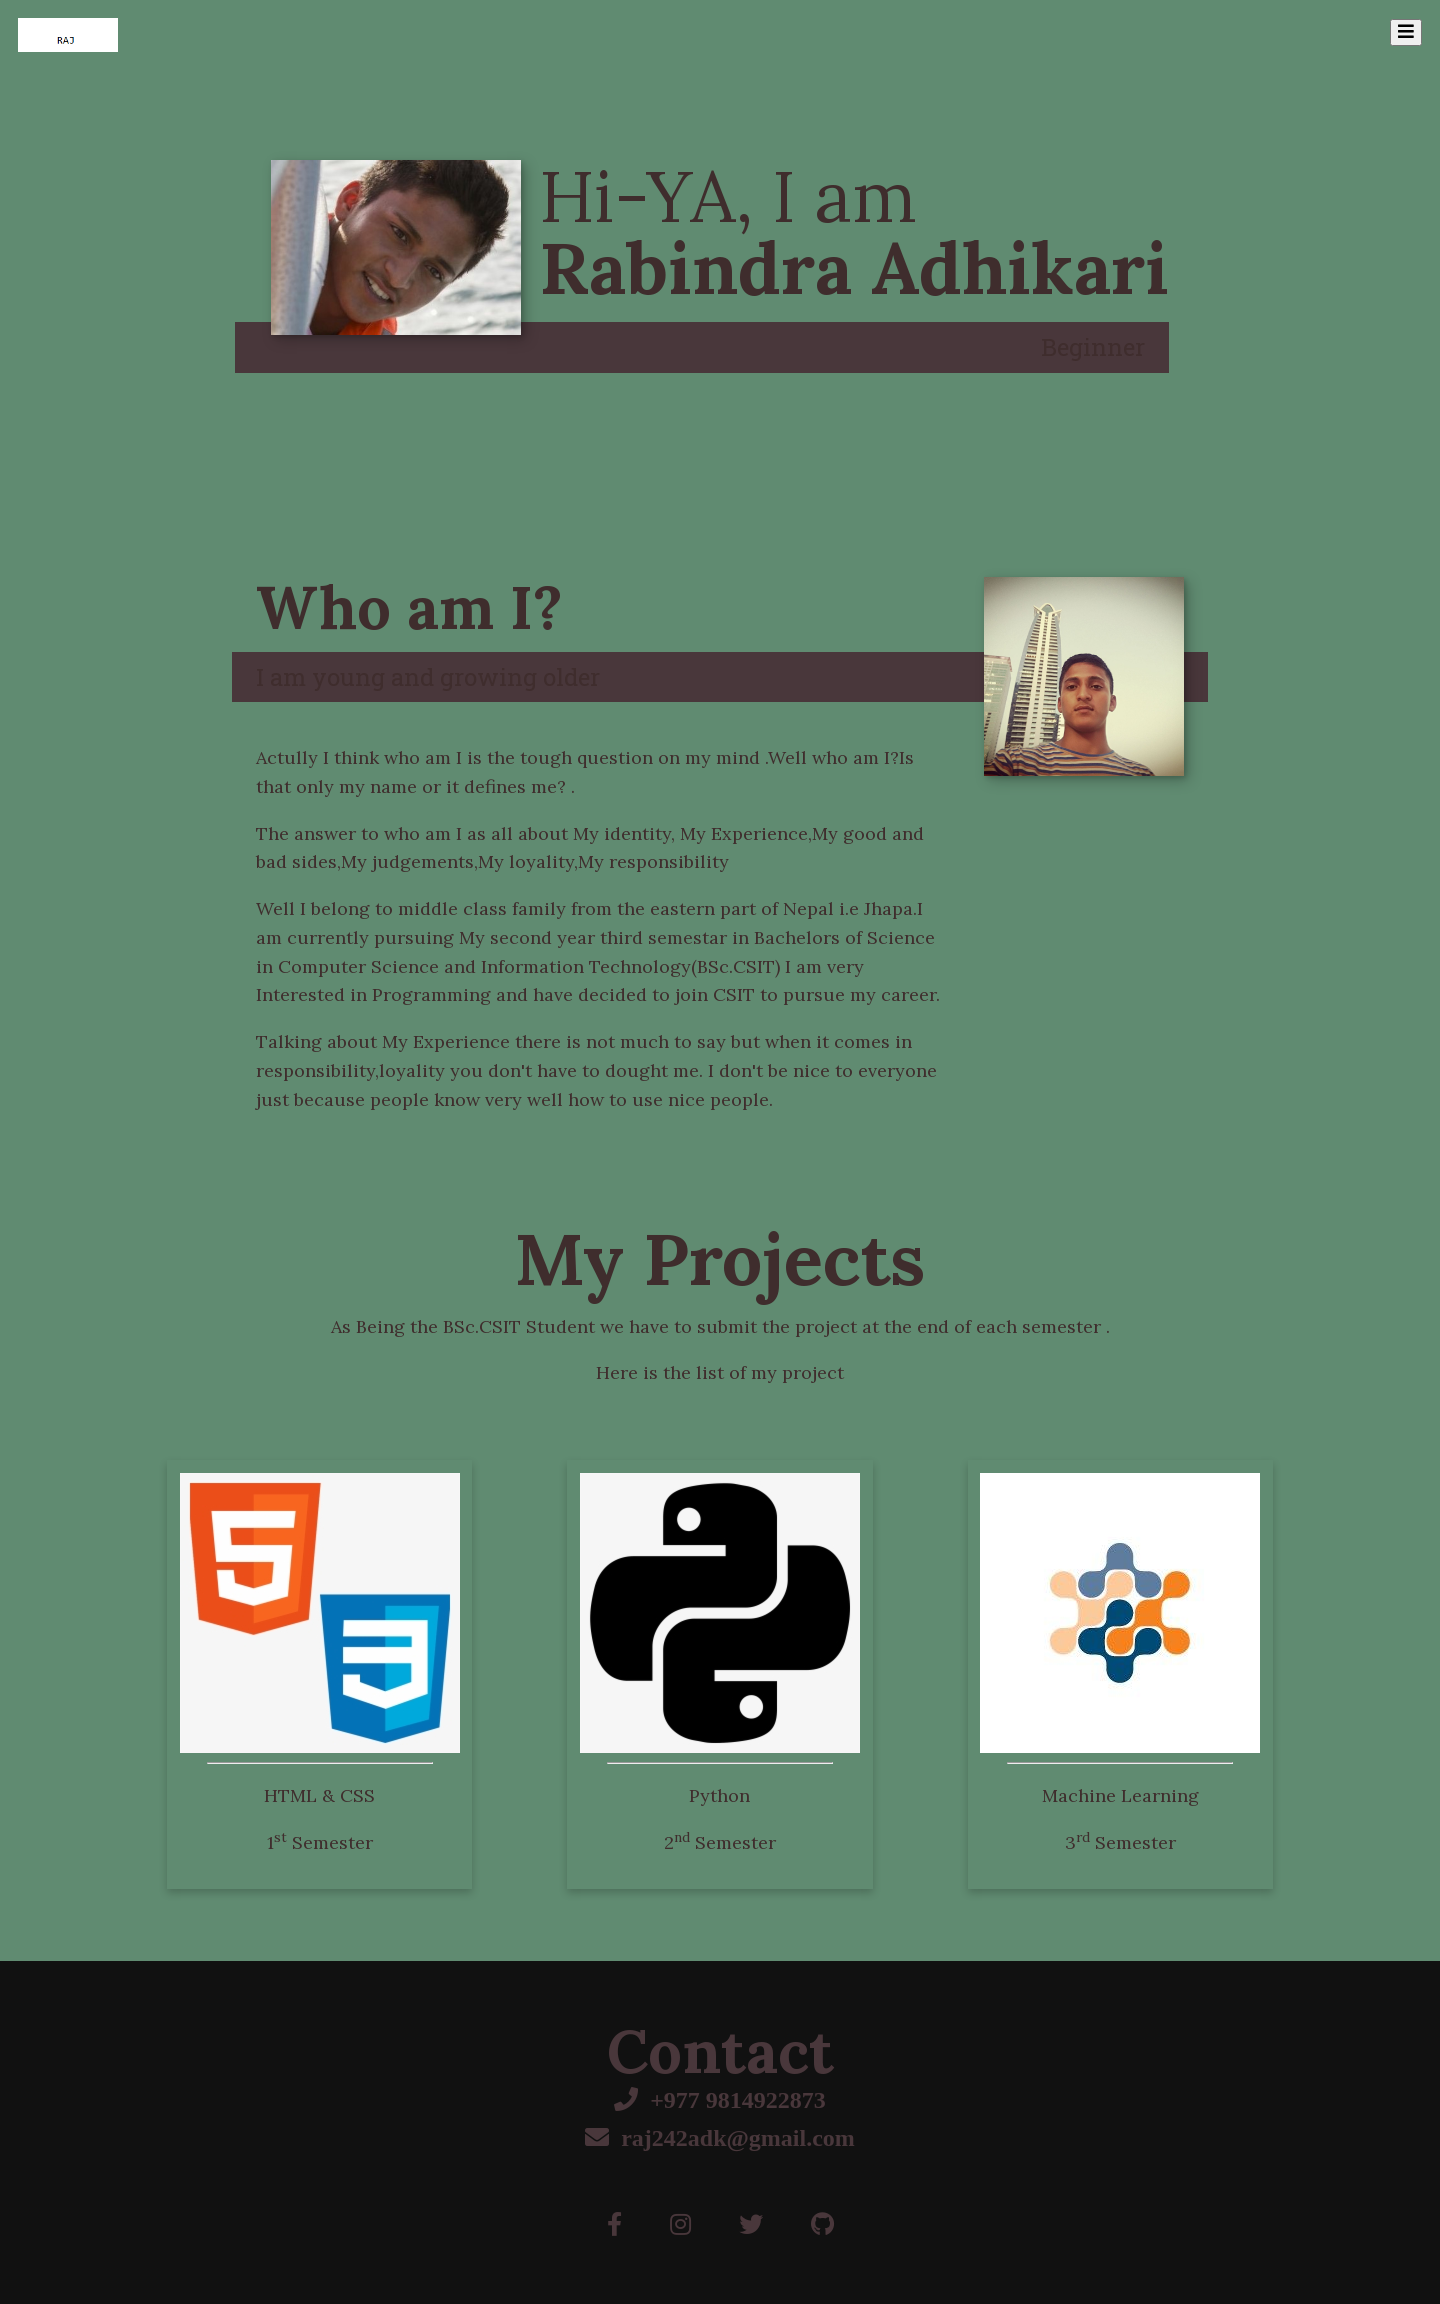 RAJ
Hi-YA, I am
Rabindra Adhikari
Beginner
Who am I?
I am young and growing older
Actully I think who am I is the tough question on my mind .Well who am I?Is
that only my name or it defines me? .
The answer to who am I as all about My identity, My Experience,My good and
bad sides,My judgements,My loyality,My responsibility
Well I belong to middle class family from the eastern part of Nepal i.e Jhapa.I
am currently pursuing My second year third semestar in Bachelors of Science
in Computer Science and Information Technology(BSc.CSIT) I am very
Interested in Programming and have decided to join CSIT to pursue my career.
Talking about My Experience there is not much to say but when it comes in
responsibility,loyality you don't have to dought me. I don't be nice to everyone
just because people know very well how to use nice people.
My Projects
As Being the BSc.CSIT Student we have to submit the project at the end of each semester .
Here is the list of my project
HTML & CSS
1st Semester
Python
2nd Semester
Machine Learning
3rd Semester
Contact
+977 9814922873
raj242adk@gmail.com